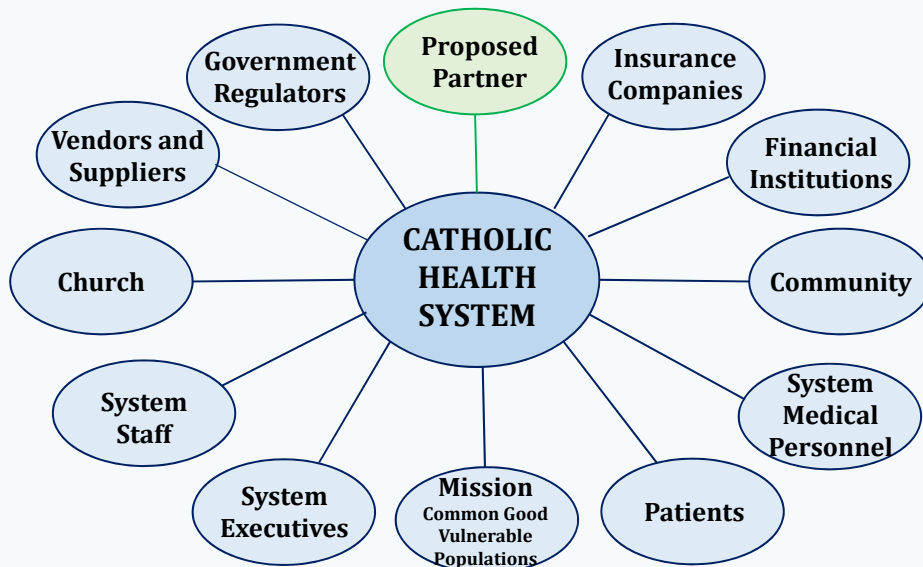 Proposed
Partner
Government
Regulators
Insurance
Companies
Vendors and
Suppliers
Financial
Institutions
CATHOLIC
HEALTH
SYSTEM
Church
Community
System
Staff
System
Medical
Personnel
System
Executives
Mission
Common Good
Vulnerable
Populations
Patients